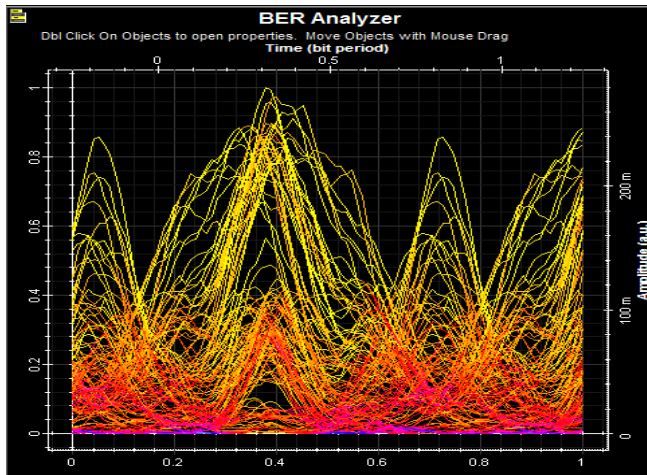 BER Analyzer
Dbl Click On Objects to open properties. Move Objects with Mouse Drag
Time (bit period)
0 0.5 1
1
0.8
0.6
0.4
0.2
0
200 m
100 m
0
Amplitude (a.u.)
0 0.2 0.4 0.6 0.8 1